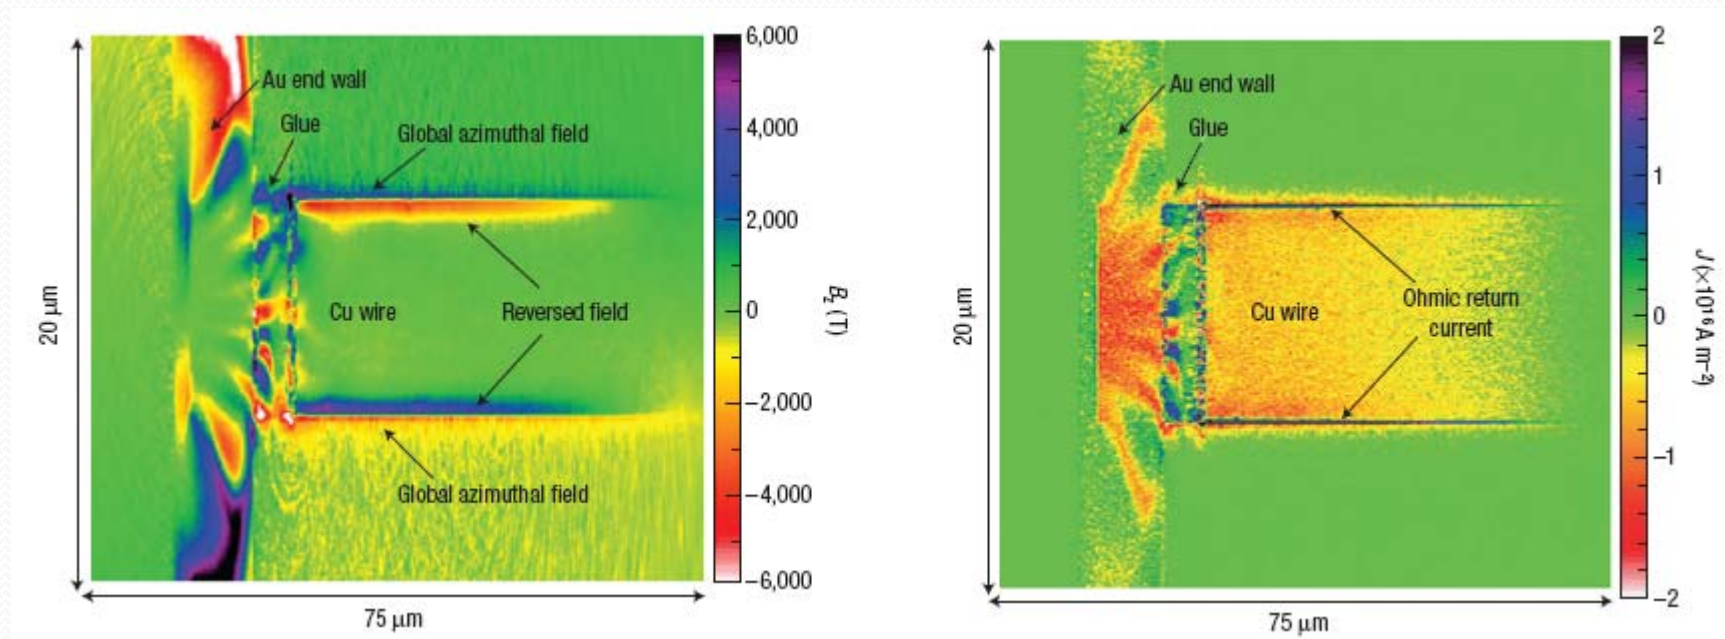 Au end wall
Glue
Global azimuthal field
Cu wire
Reversed field
Global azimuthal field
20 μm
75 μm
6,000
4,000
2,000
0
−2,000
−4,000
−6,000
Bz (T)
Au end wall
Glue
Cu wire
Ohmic return
current
20 μm
75 μm
2
1
0
−1
−2
J (×10¹⁶ A m⁻²)